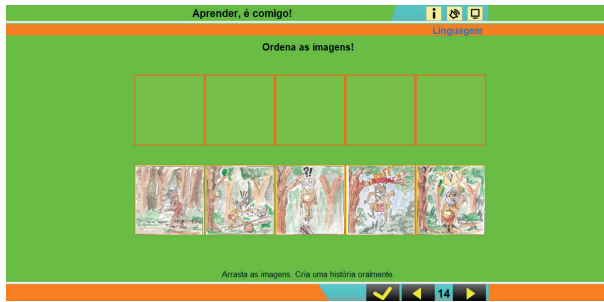 Aprender, é comigo!
i
Linguagem
Ordena as imagens!
?!
Arrasta as imagens. Cria uma história oralmente
14